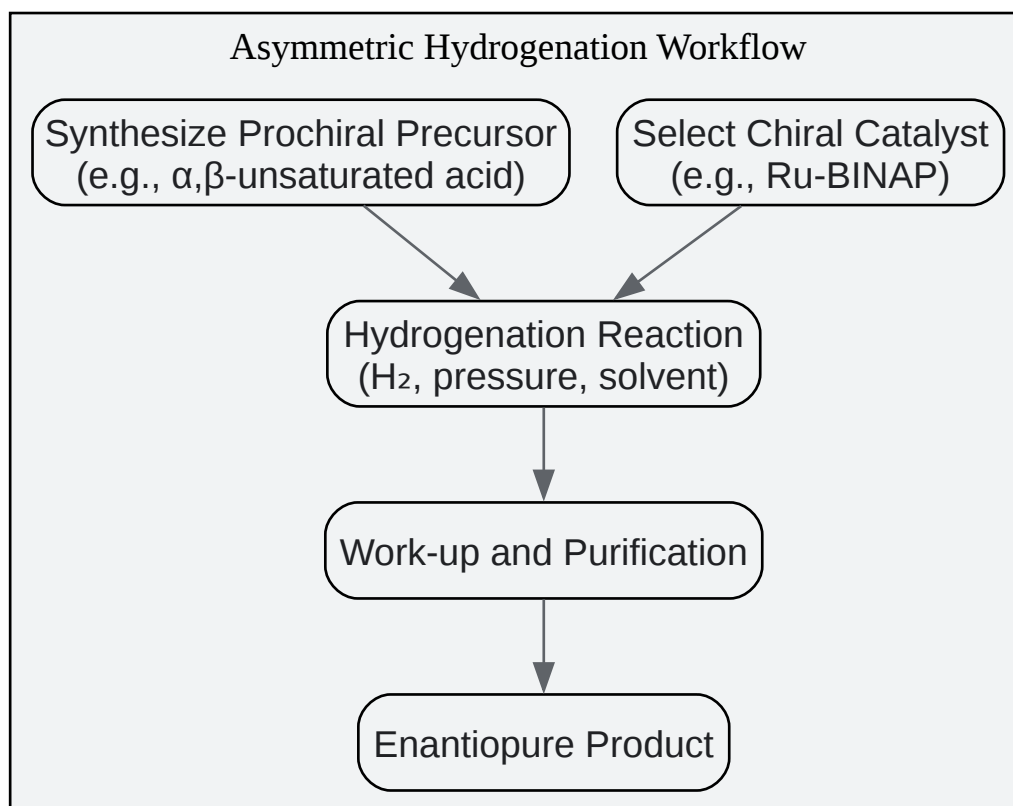 Asymmetric Hydrogenation Workflow
Synthesize Prochiral Precursor
(e.g., α,β-unsaturated acid)
Select Chiral Catalyst
(e.g., Ru-BINAP)
Hydrogenation Reaction
(H₂, pressure, solvent)
Work-up and Purification
Enantiopure Product